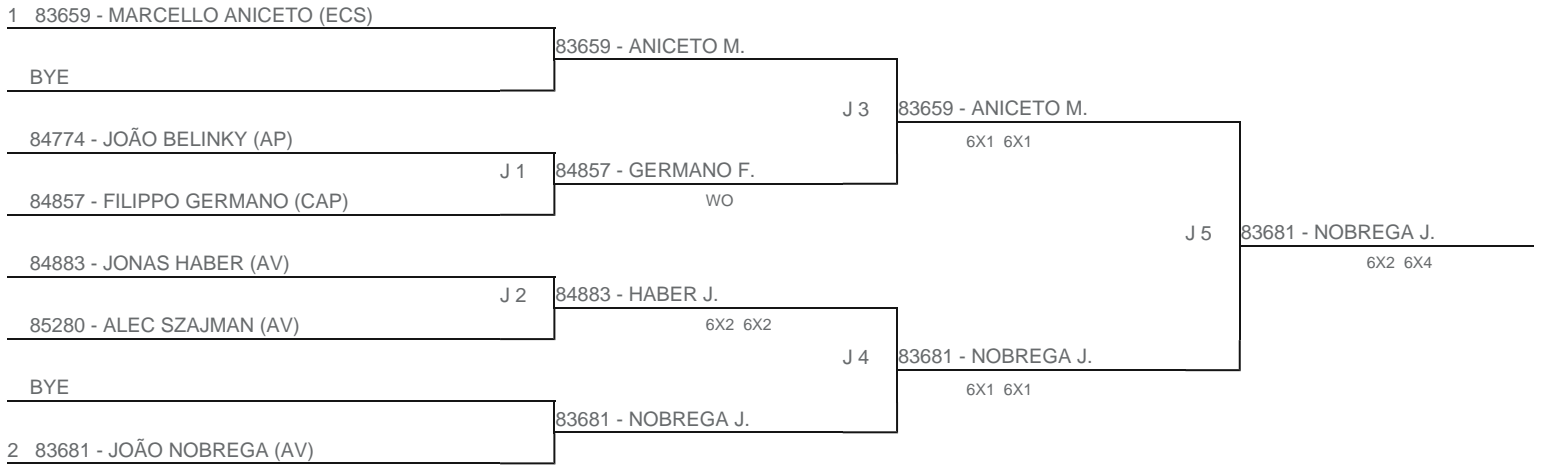 1 83659 - MARCELLO ANICETO (ECS)
83659 - ANICETO M.
BYE
J 3
83659 - ANICETO M.
6X1 6X1
84774 - JOÃO BELINKY (AP)
J 1
84857 - GERMANO F.
WO
84857 - FILIPPO GERMANO (CAP)
J 5
83681 - NOBREGA J.
6X2 6X4
84883 - JONAS HABER (AV)
J 2
84883 - HABER J.
6X2 6X2
85280 - ALEC SZAJMAN (AV)
J 4
83681 - NOBREGA J.
6X1 6X1
BYE
83681 - NOBREGA J.
2 83681 - JOÃO NOBREGA (AV)